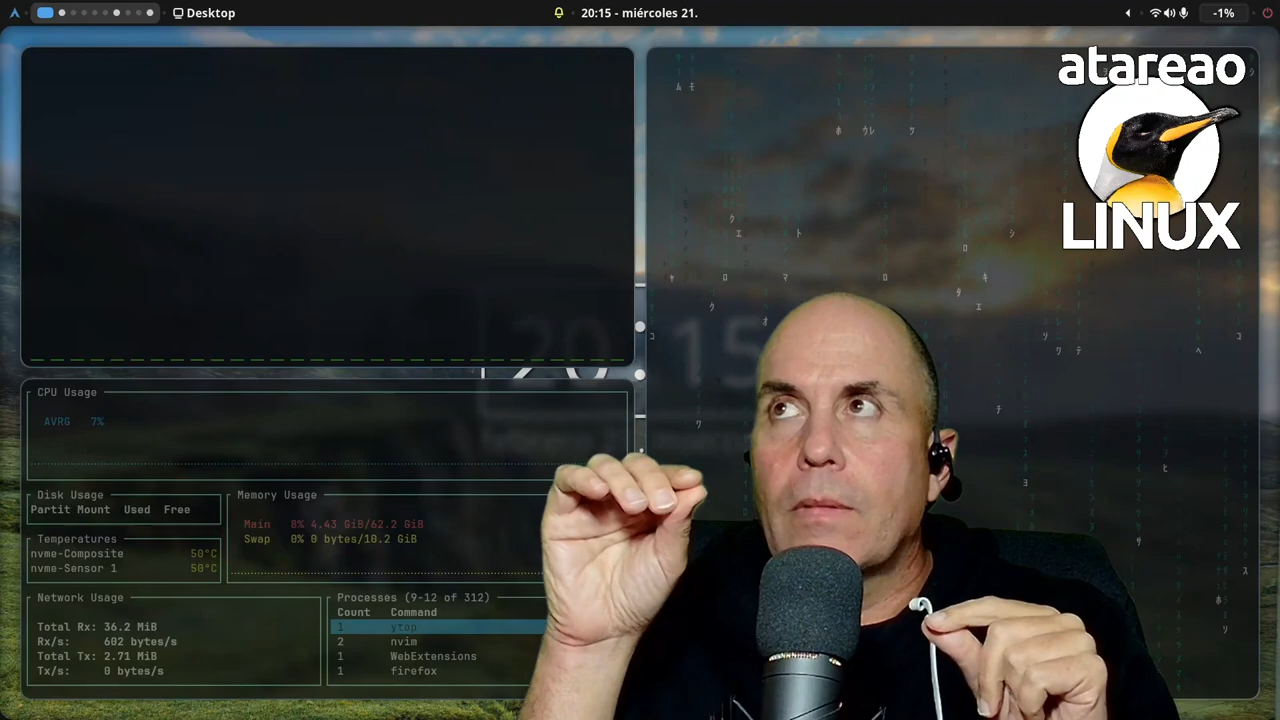 Desktop
20:15 - miércoles 21.
-1%
atareao
LINUX
20 15
CPU Usage
AVRG 7%
Disk Usage
Partit Mount Used Free
Temperatures
nvme-Composite 50°C
nvme-Sensor 1 50°C
Memory Usage
Main 8% 4.43 GiB/62.2 GiB
Swap 0% 0 bytes/10.2 GiB
Network Usage
Total Rx: 36.2 MiB
Rx/s: 602 bytes/s
Total Tx: 2.71 MiB
Tx/s: 0 bytes/s
Processes (9-12 of 312)
Count Command
1 ytop
2 nvim
1 WebExtensions
1 firefox